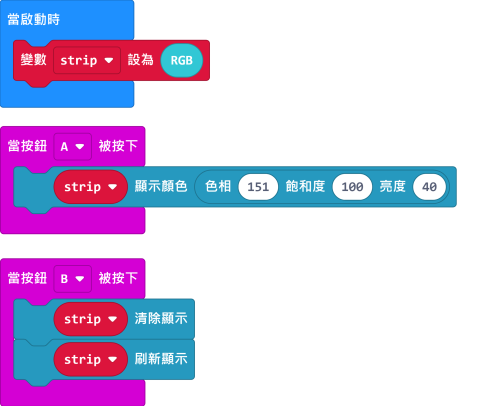 當啟動時
變數 strip 設為 RGB
當按鈕 A 被按下
strip 顯示顏色 色相 151 飽和度 100 亮度 40
當按鈕 B 被按下
strip 清除顯示
strip 刷新顯示